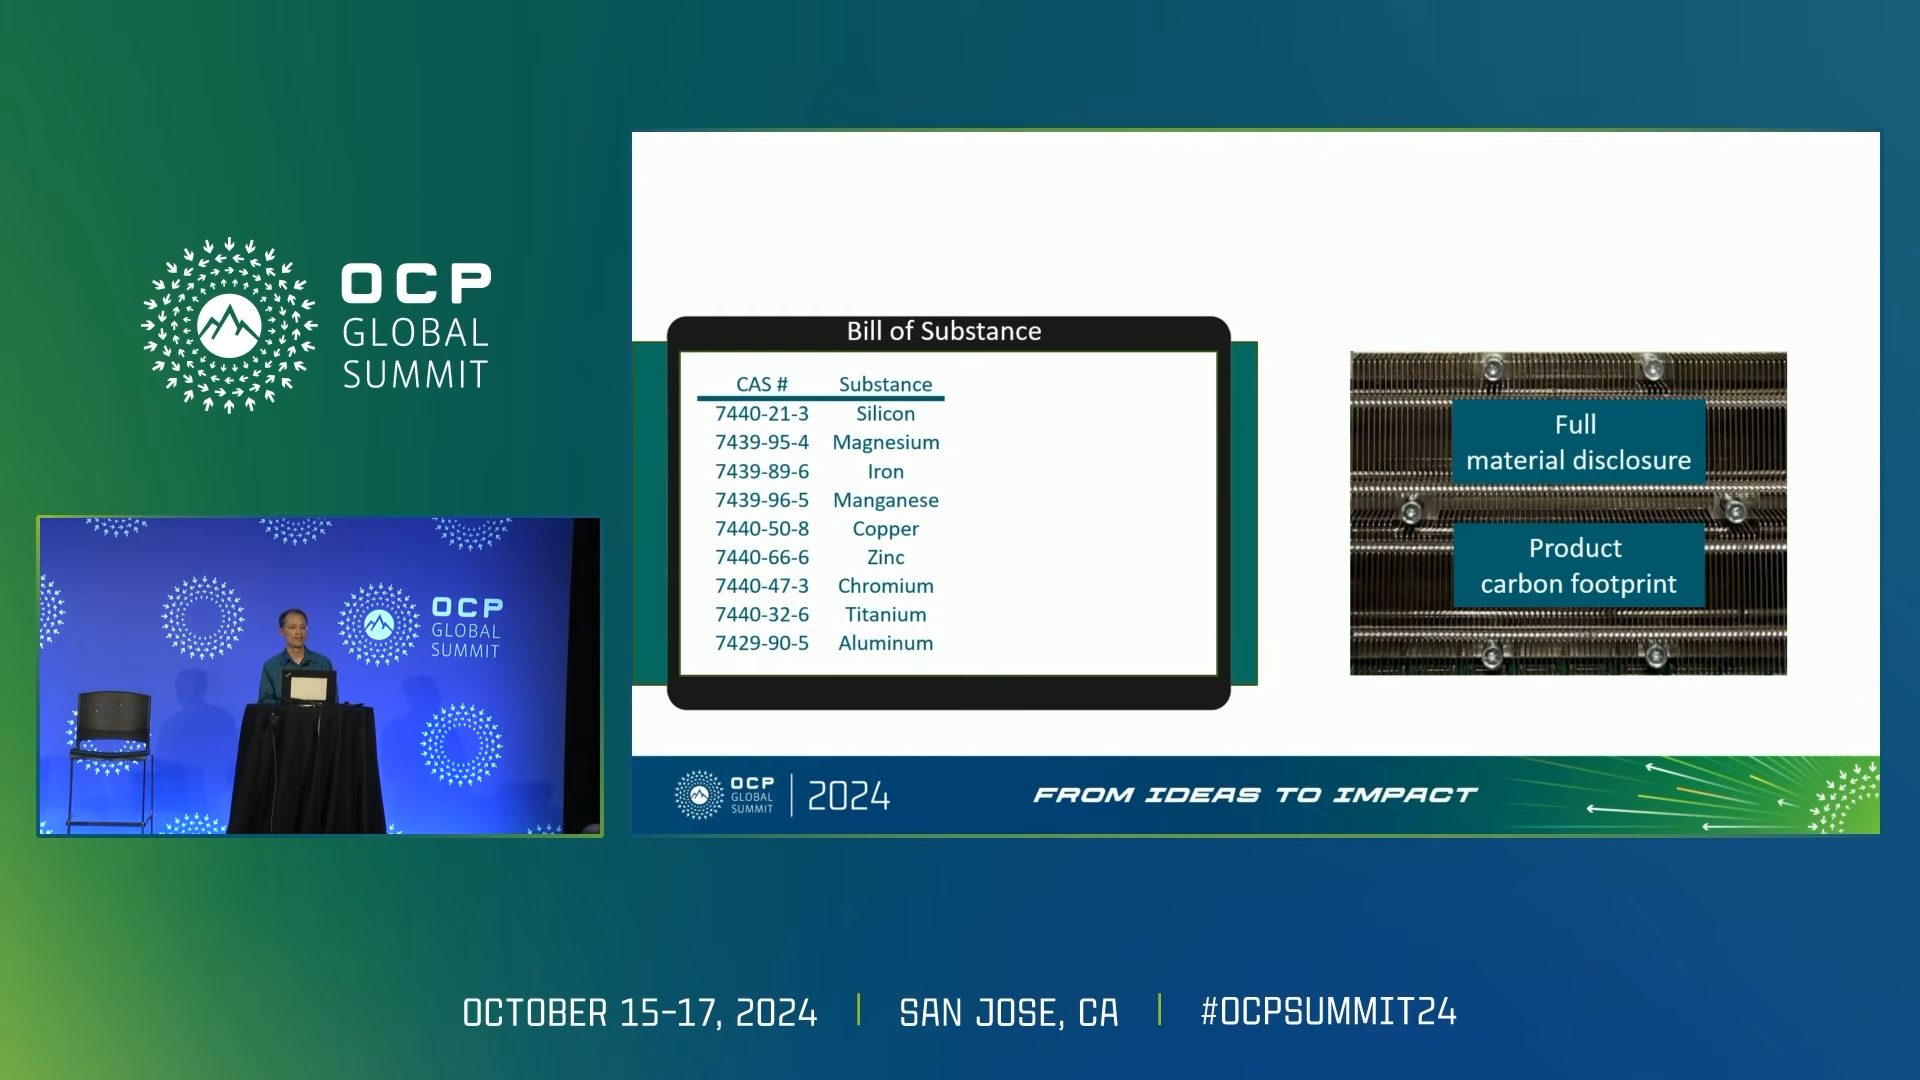 OCP
GLOBAL
SUMMIT
OCP
GLOBAL
SUMMIT
Bill of Substance
CAS # Substance
7440-21-3 Silicon
7439-95-4 Magnesium
7439-89-6 Iron
7439-96-5 Manganese
7440-50-8 Copper
7440-66-6 Zinc
7440-47-3 Chromium
7440-32-6 Titanium
7429-90-5 Aluminum
Full
material disclosure
Product
carbon footprint
OCP
GLOBAL
SUMMIT
2024
FROM IDEAS TO IMPACT
OCTOBER 15-17, 2024 | SAN JOSE, CA | #OCPSUMMIT24